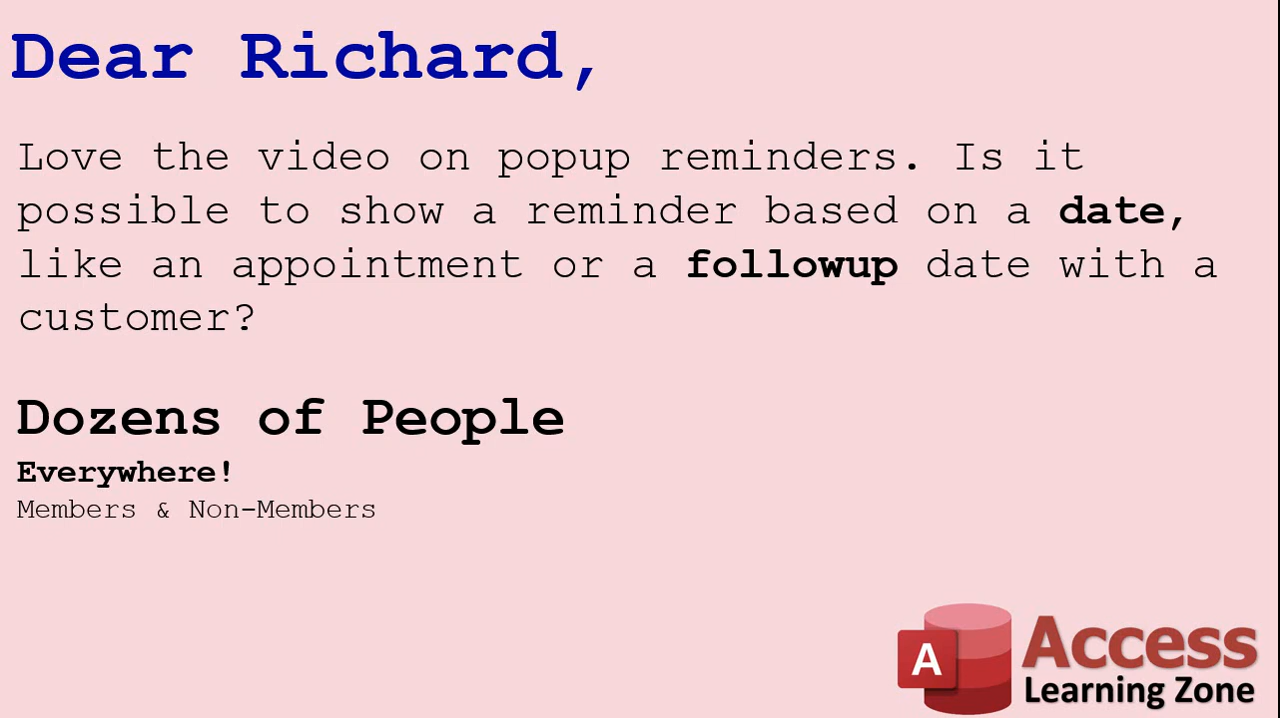 Dear Richard,
Love the video on popup reminders. Is it
possible to show a reminder based on a date,
like an appointment or a followup date with a
customer?
Dozens of People
Everywhere!
Members & Non-Members
A
Access
Learning Zone